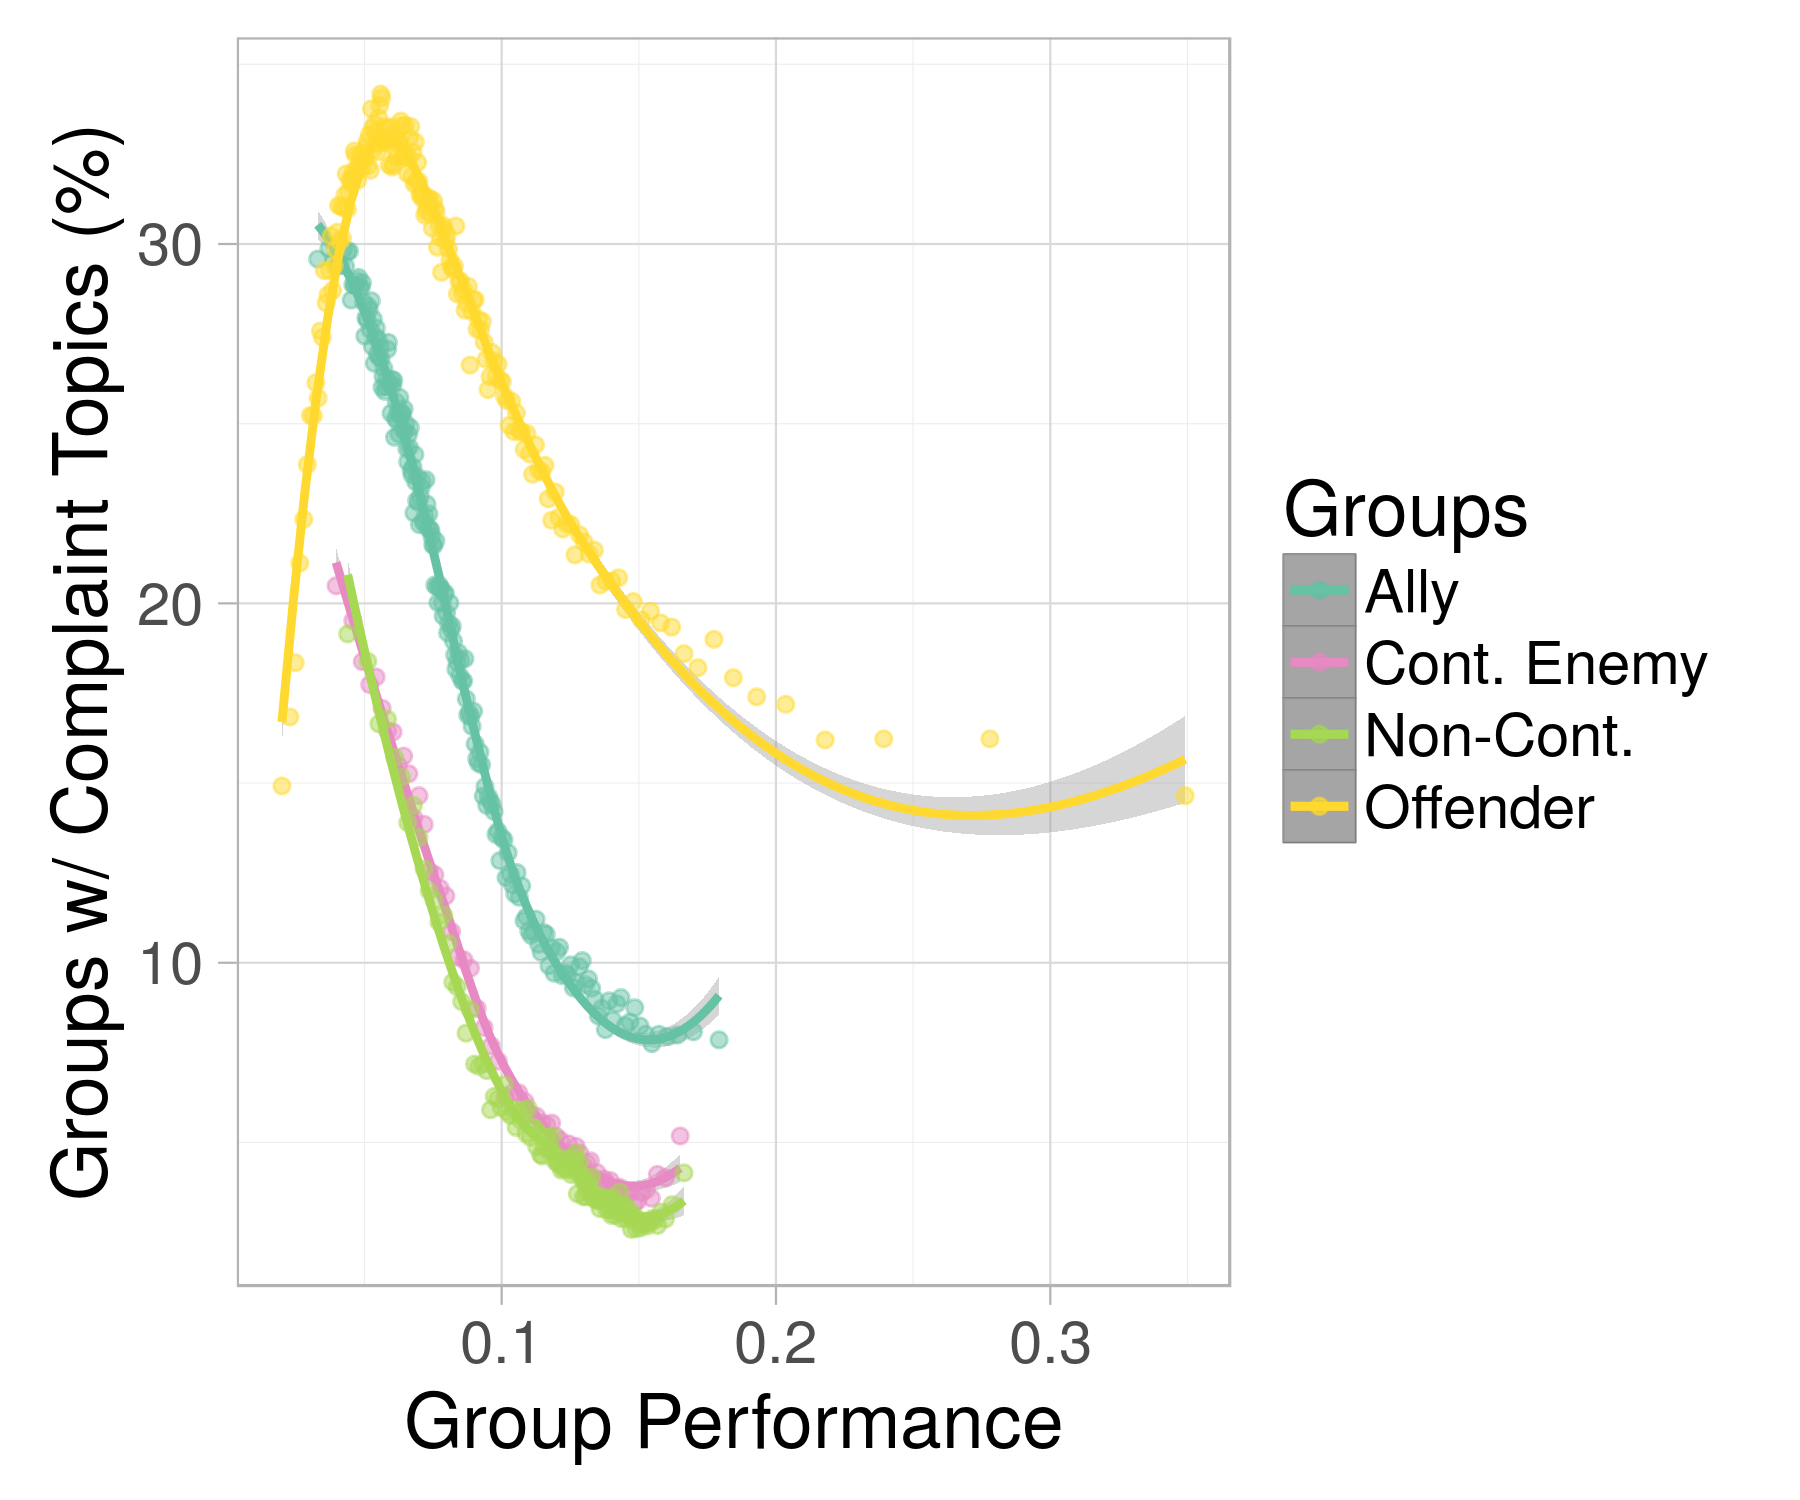 Groups w/ Complaint Topics (%)
30
20
10
0.1
0.2
0.3
Group Performance
Groups
Ally
Cont. Enemy
Non-Cont.
Offender